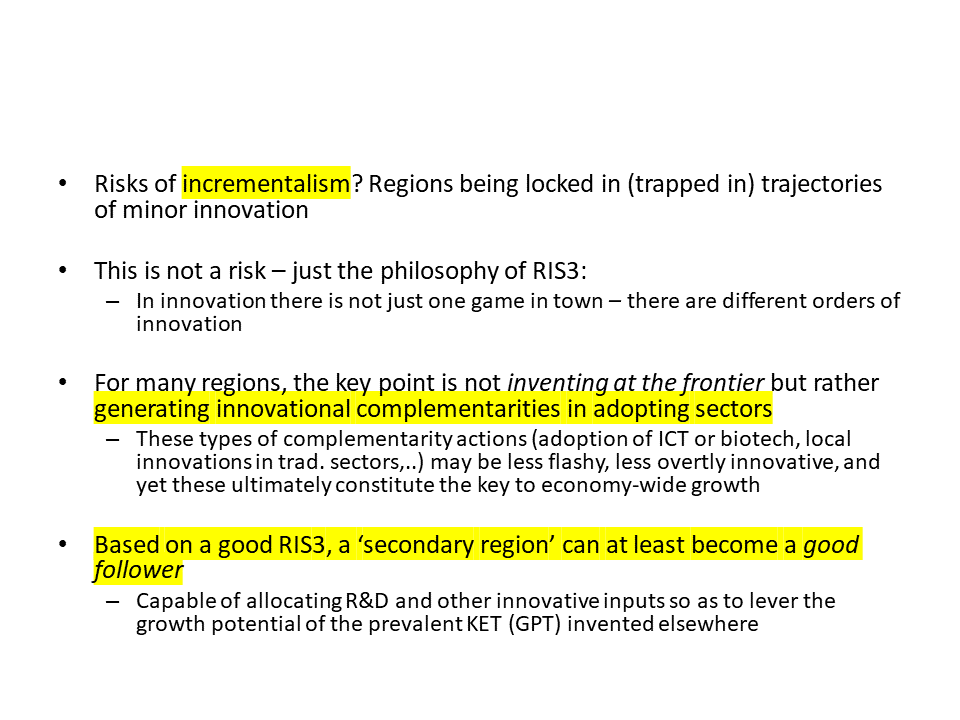 • Risks of incrementalism? Regions being locked in (trapped in) trajectories
of minor innovation
• This is not a risk – just the philosophy of RIS3:
– In innovation there is not just one game in town – there are different orders of
innovation
• For many regions, the key point is not inventing at the frontier but rather
generating innovational complementarities in adopting sectors
– These types of complementarity actions (adoption of ICT or biotech, local
innovations in trad. sectors,..) may be less flashy, less overtly innovative, and
yet these ultimately constitute the key to economy-wide growth
• Based on a good RIS3, a ‘secondary region’ can at least become a good
follower
– Capable of allocating R&D and other innovative inputs so as to lever the
growth potential of the prevalent KET (GPT) invented elsewhere